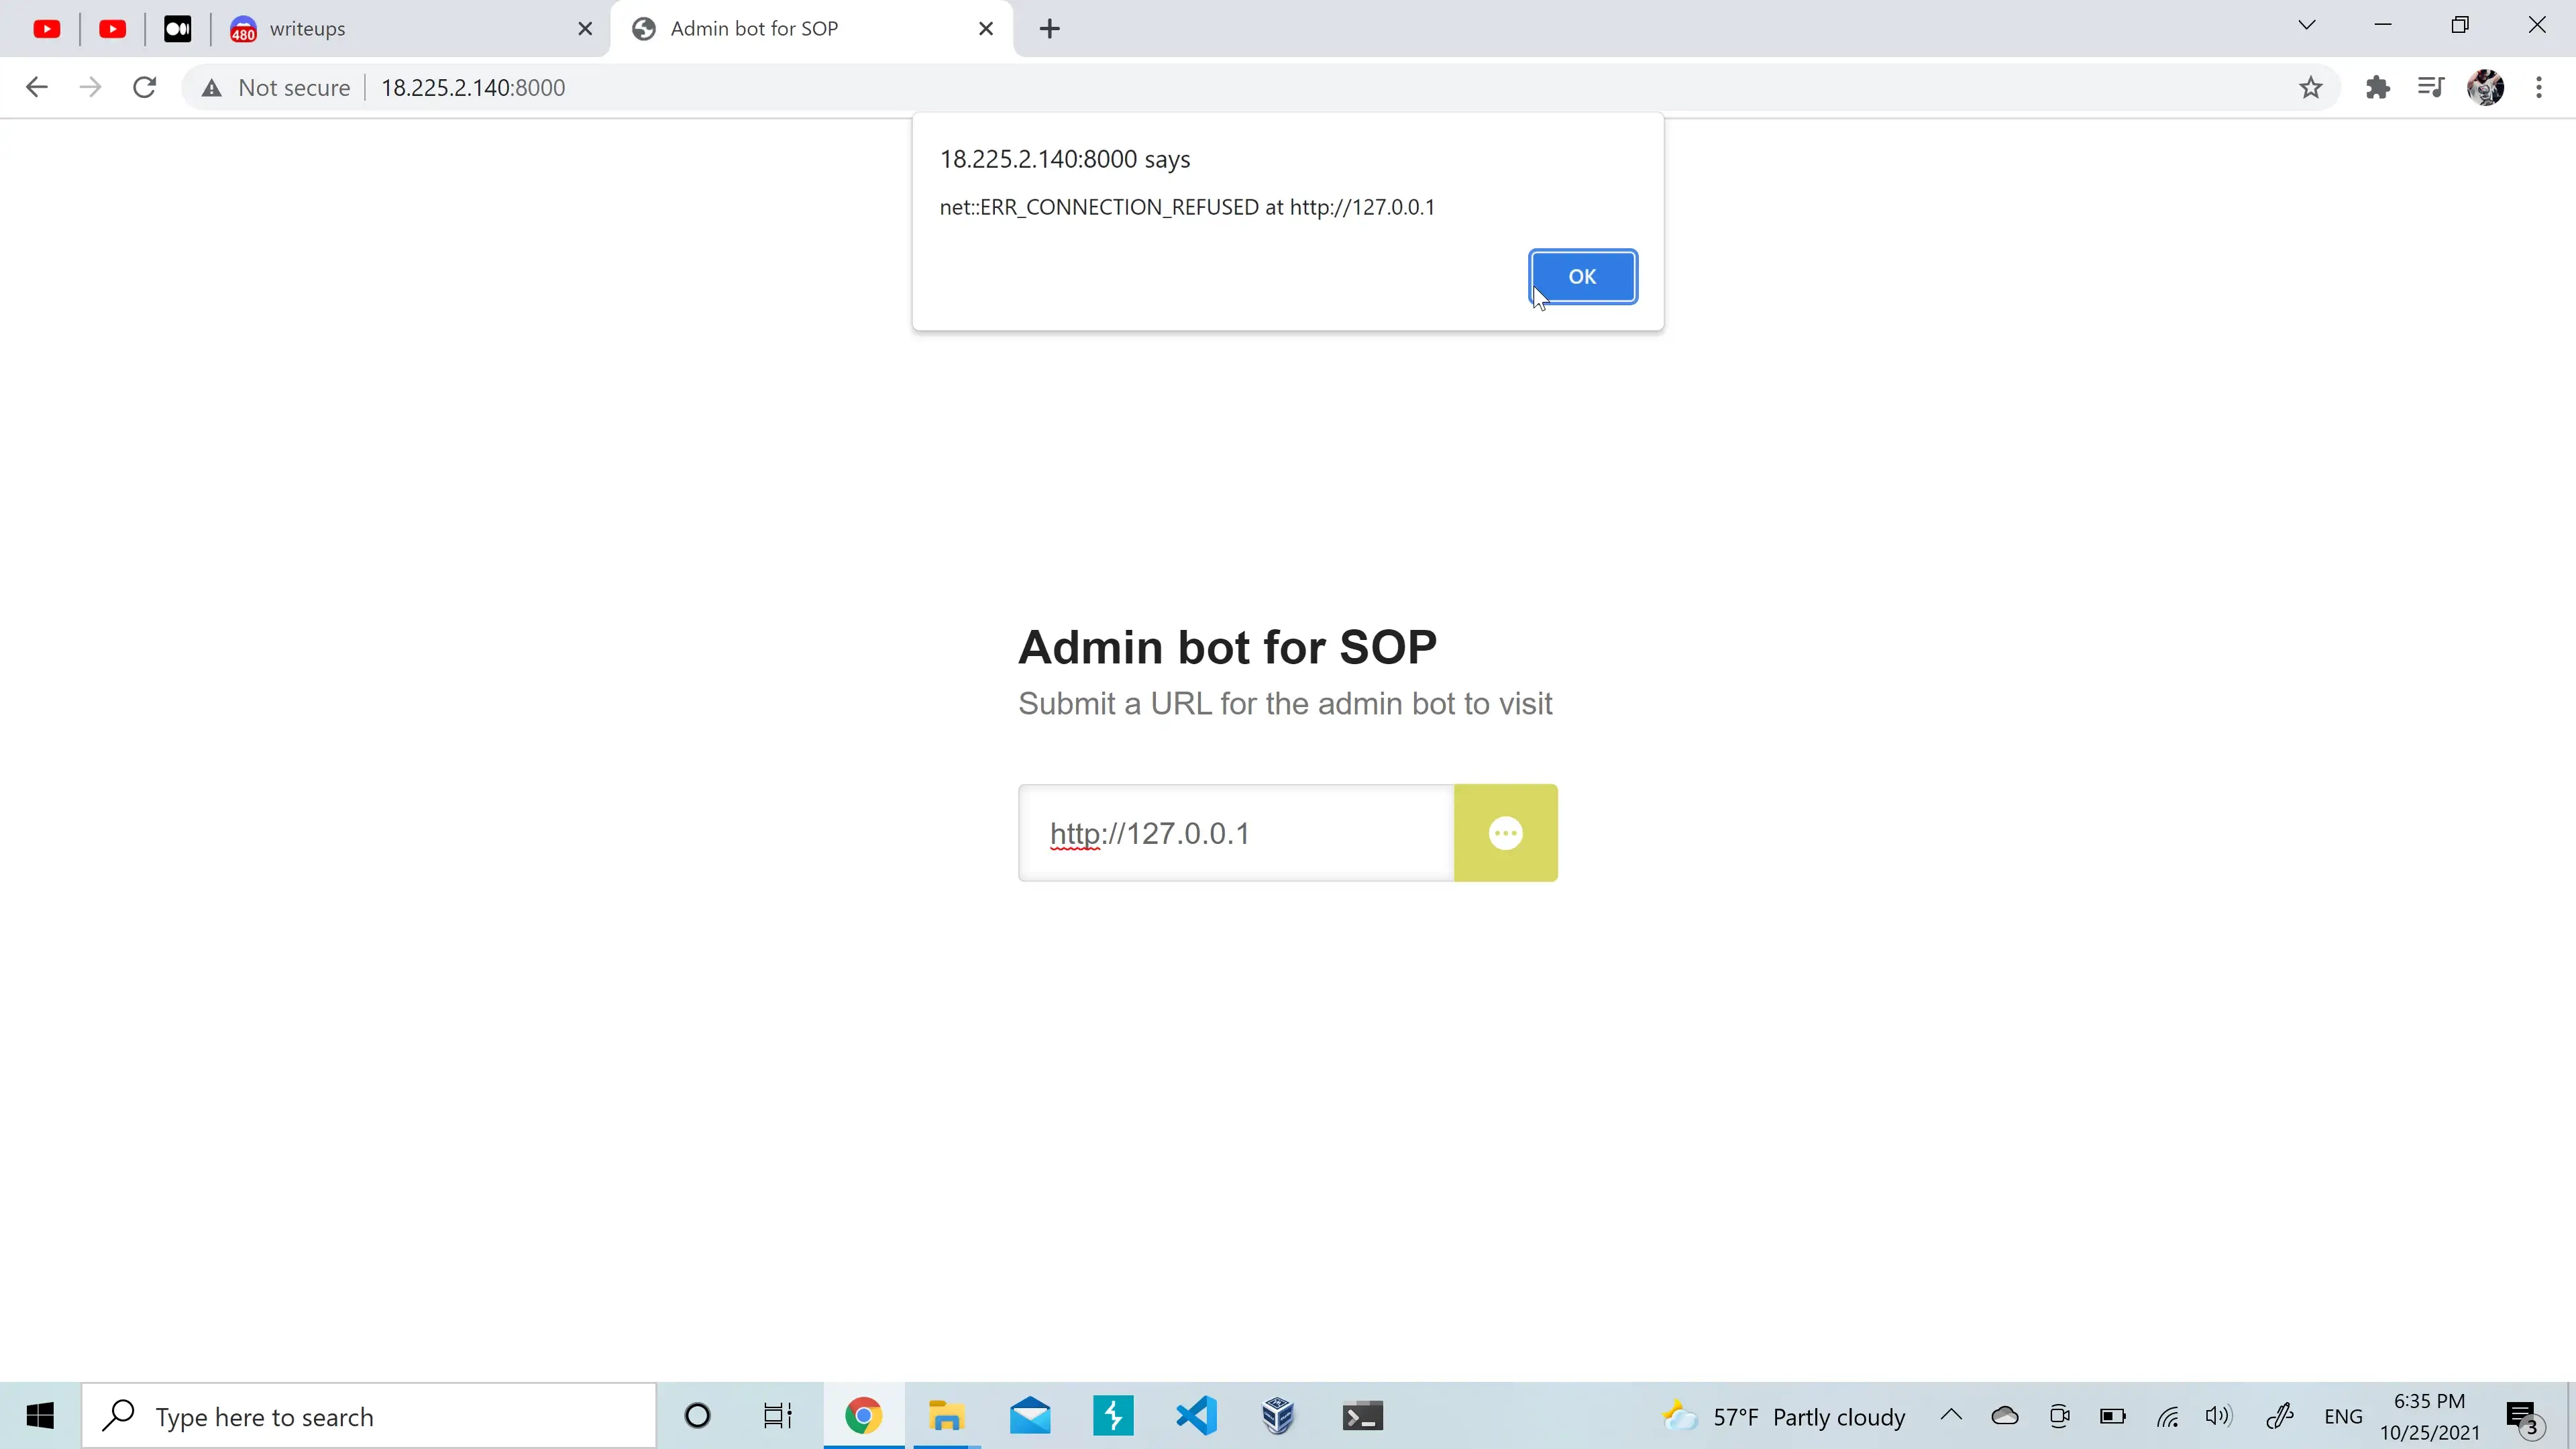 480 writeups
Admin bot for SOP
Not secure
18.225.2.140:8000
18.225.2.140:8000 says
net::ERR_CONNECTION_REFUSED at http://127.0.0.1
OK
Admin bot for SOP
Submit a URL for the admin bot to visit
http://127.0.0.1
Type here to search
57°F Partly cloudy
ENG
6:35 PM
10/25/2021
3